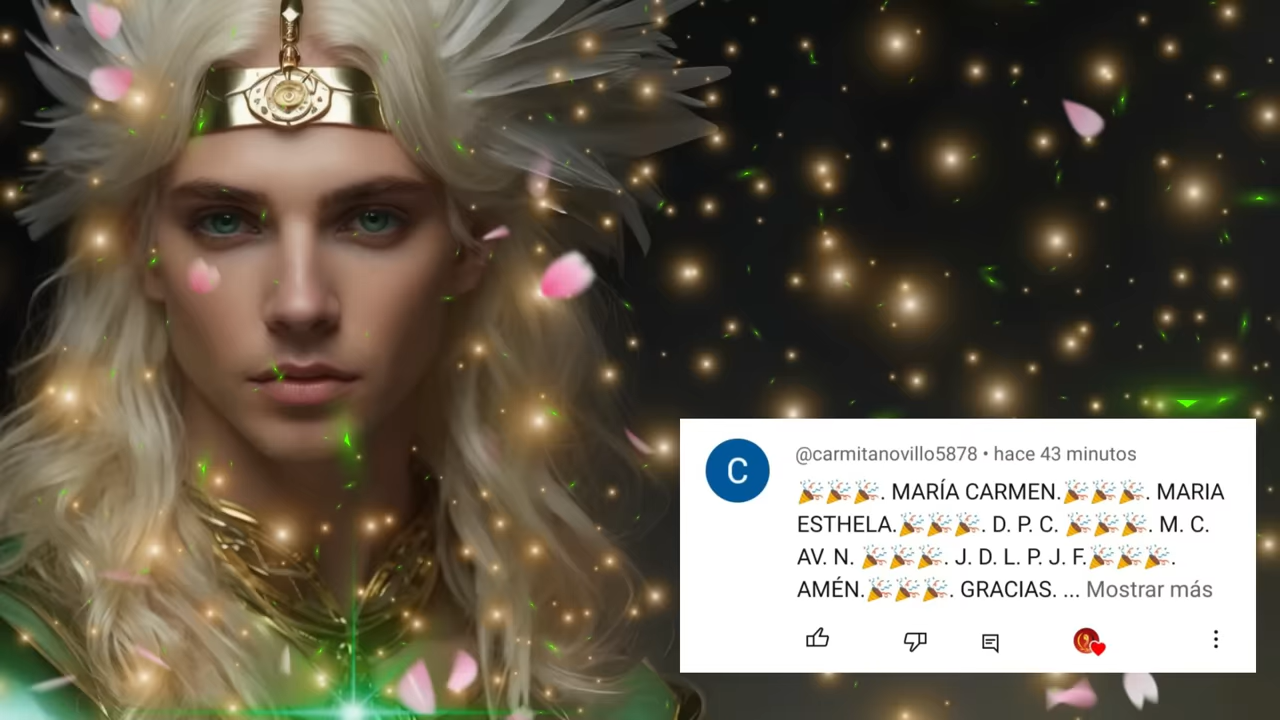 C
@carmitanovillo5878 • hace 43 minutos
🎉🎉🎉. MARÍA CARMEN.🎉🎉🎉. MARIA
ESTHELA.🎉🎉🎉. D. P. C. 🎉🎉🎉. M. C.
AV. N. 🎉🎉🎉. J. D. L. P. J. F.🎉🎉🎉.
AMÉN.🎉🎉🎉. GRACIAS. ... Mostrar más